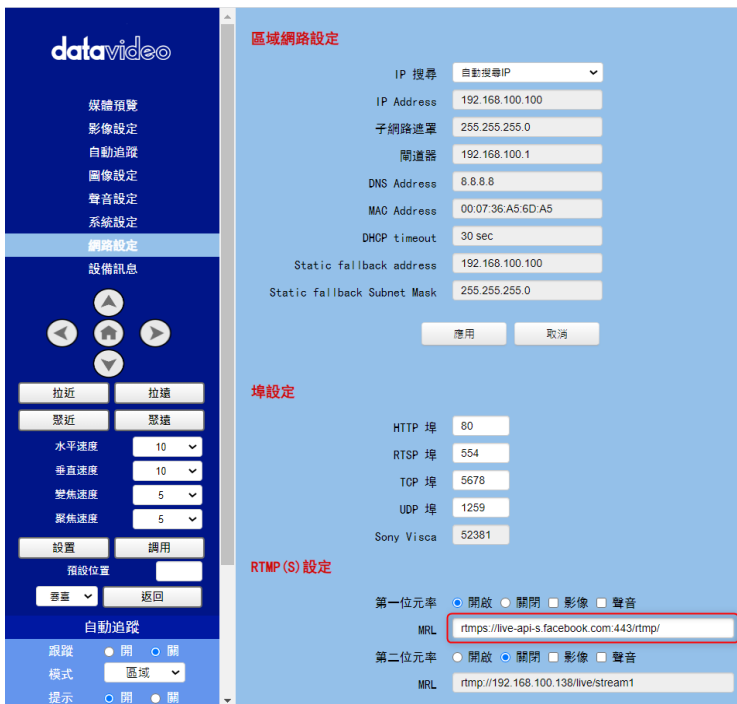 datavideo
媒體預覽
影像設定
自動追蹤
圖像設定
聲音設定
系統設定
網路設定
設備訊息
拉近 拉遠
聚近 聚遠
水平速度 10
垂直速度 10
變焦速度 5
聚焦速度 5
設置 調用
預設位置
返回
自動追蹤
跟蹤 開 關
模式 區域
提示 開 關
區域網路設定
IP 搜尋 自動搜尋IP
IP Address 192.168.100.100
子網路遮罩 255.255.255.0
閘道器 192.168.100.1
DNS Address 8.8.8.8
MAC Address 00:07:36:A5:6D:A5
DHCP timeout 30 sec
Static fallback address 192.168.100.100
Static fallback Subnet Mask 255.255.255.0
應用 取消
埠設定
HTTP 埠 80
RTSP 埠 554
TCP 埠 5678
UDP 埠 1259
Sony Visca 52381
RTMP(S)設定
第一位元率 開啟 關閉 影像 聲音
MRL rtmps://live-api-s.facebook.com:443/rtmp/
第二位元率 開啟 關閉 影像 聲音
MRL rtmp://192.168.100.138/live/stream1